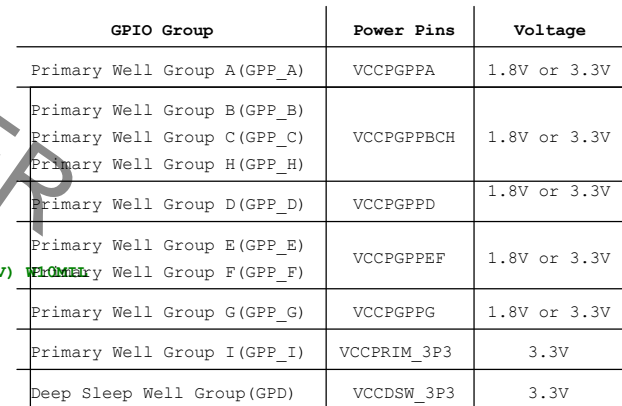 GPIO Group Power Pins Voltage
Primary Well Group A(GPP_A) VCCPGPPA 1.8V or 3.3V
Primary Well Group B(GPP_B)
Primary Well Group C(GPP_C) VCCPGPPBCH 1.8V or 3.3V
Primary Well Group H(GPP_H)
Primary Well Group D(GPP_D) VCCPGPPD 1.8V or 3.3V
Primary Well Group E(GPP_E)
VCCPGPPEF 1.8V or 3.3V
V) W10MIL Primary Well Group F(GPP_F)
Primary Well Group G(GPP_G) VCCPGPPG 1.8V or 3.3V
Primary Well Group I(GPP_I) VCCPRIM_3P3 3.3V
Deep Sleep Well Group(GPD) VCCDSW_3P3 3.3V